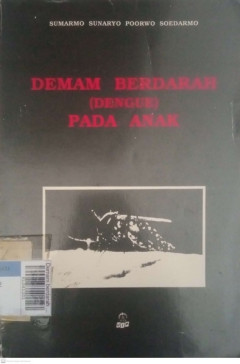 SUMARMO SUNARYO POORWO SOEDARMO
DEMAM BERDARAH
(DENGUE)
PADA ANAK